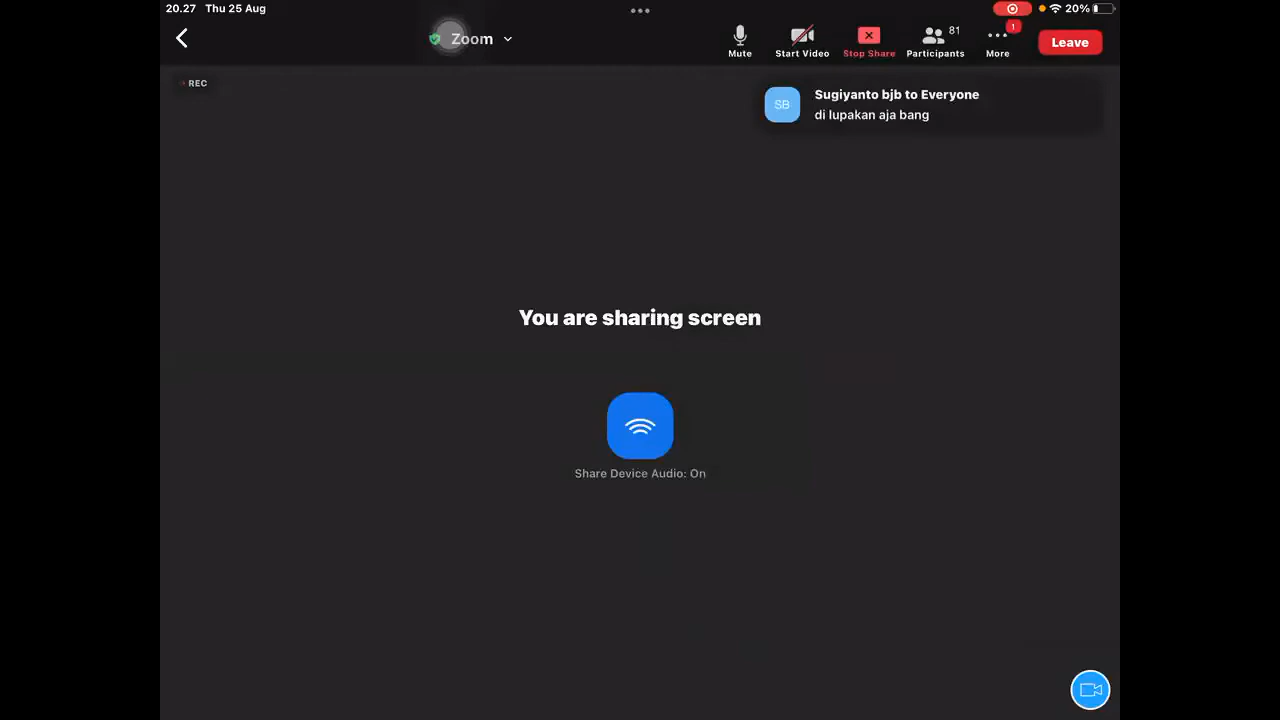 20.27 Thu 25 Aug
20%
Zoom
81
1
Mute
Start Video
Stop Share
Participants
More
Leave
REC
SB
Sugiyanto bjb to Everyone
di lupakan aja bang
You are sharing screen
Share Device Audio: On